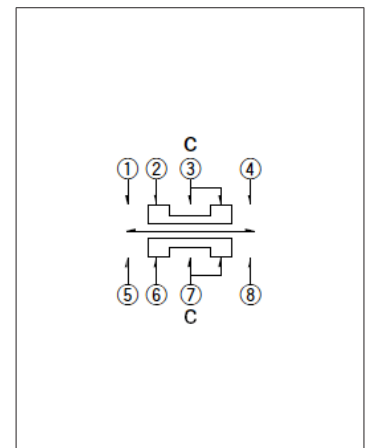 C
① ② ③ ④
⑤ ⑥ ⑦ ⑧
C